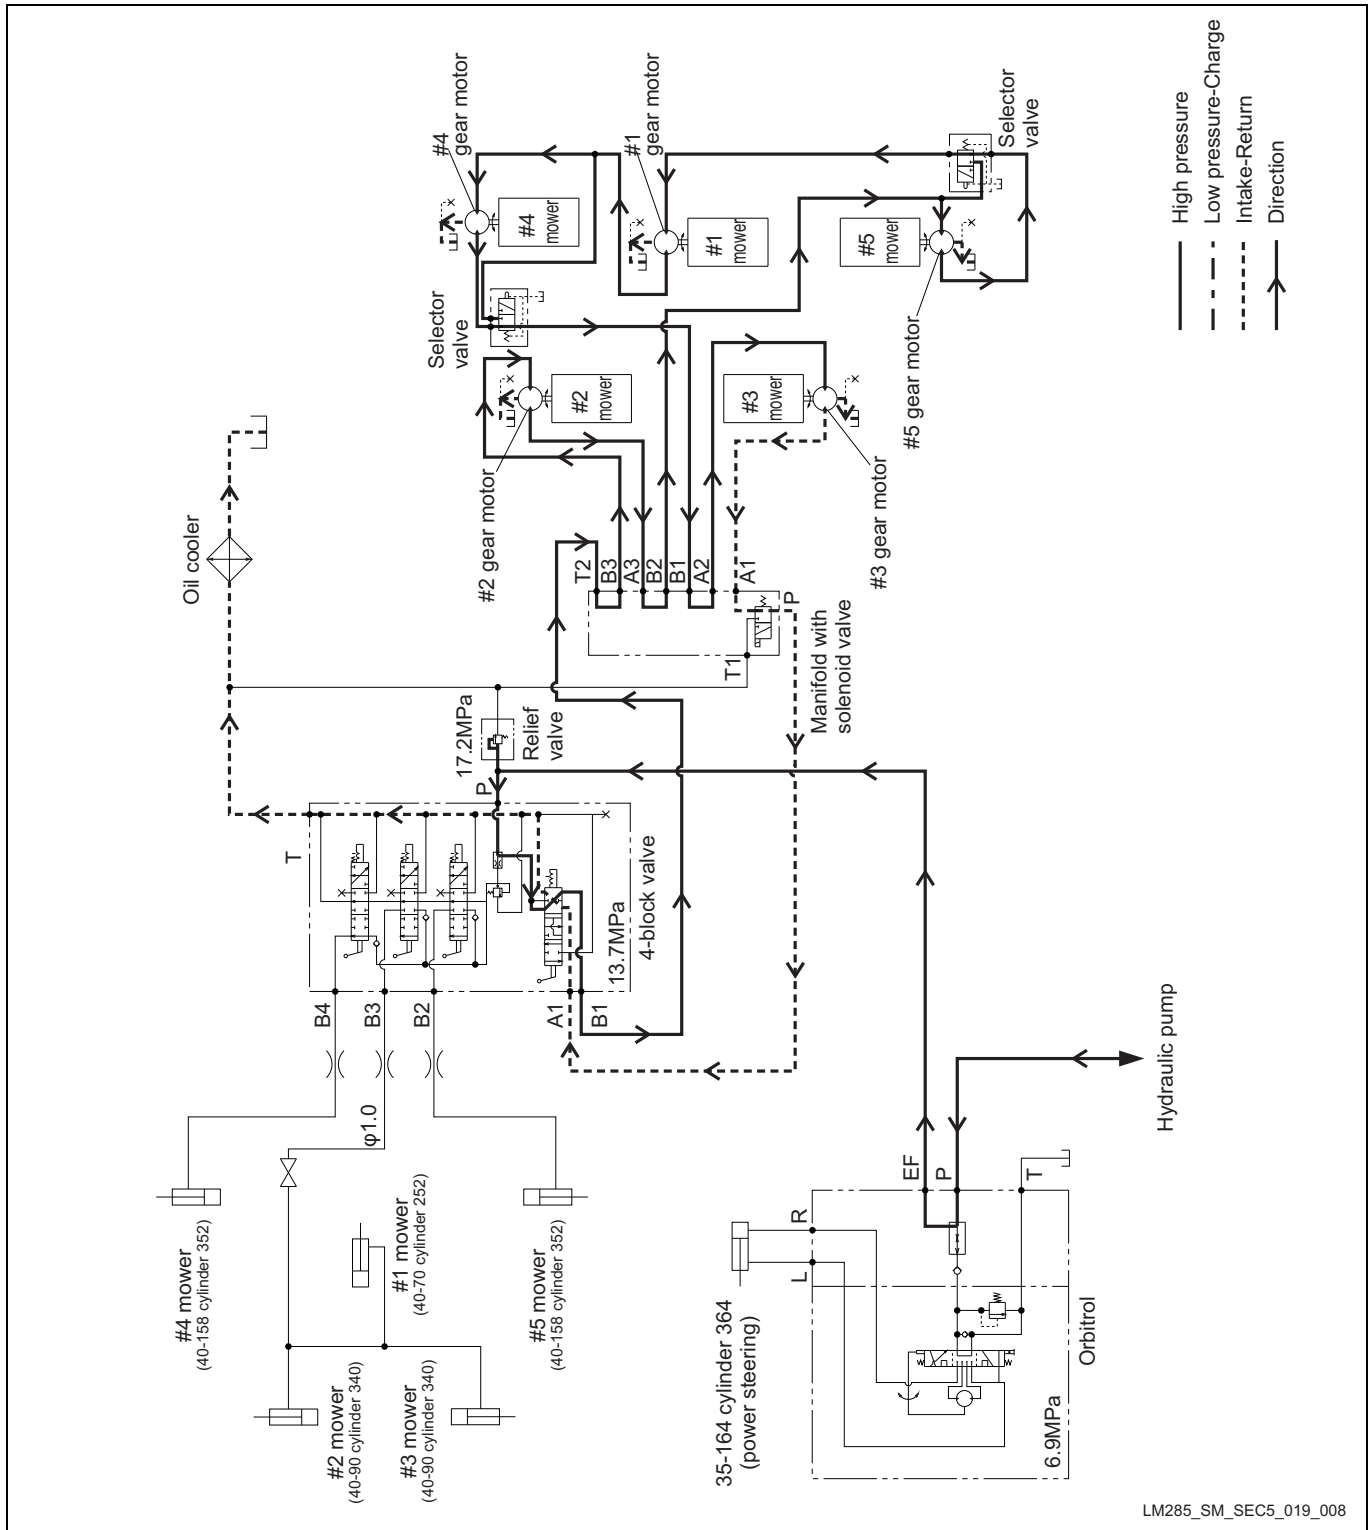 #4
gear motor
#1
gear motor
Selector
valve
#4
mower
#1
mower
#5
mower
Selector
valve
#2
mower
#3
mower
#5 gear motor
#2 gear motor
#3 gear motor
High pressure
Low pressure-Charge
Intake-Return
Direction
Oil cooler
T2
B3
A3
B2
B1
A2
A1
P
T1
Manifold with
solenoid valve
17.2MPa
Relief
valve
P
T
13.7MPa
4-block valve
B4
B3
B2
A1
B1
φ1.0
#4 mower
(40-158 cylinder 352)
#1 mower
(40-70 cylinder 252)
#5 mower
(40-158 cylinder 352)
#2 mower
(40-90 cylinder 340)
#3 mower
(40-90 cylinder 340)
Hydraulic pump
EF
P
T
R
L
35-164 cylinder 364
(power steering)
Orbitrol
6.9MPa
LM285_SM_SEC5_019_008